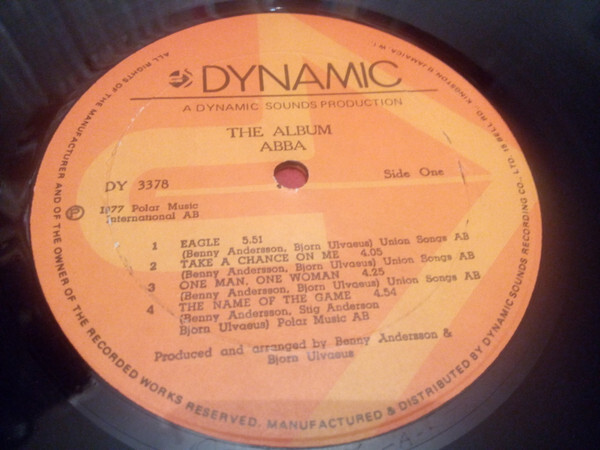 DYNAMIC
A DYNAMIC SOUNDS PRODUCTION
THE ALBUM
ABBA
DY 3378
Side One
℗ 1977 Polar Music
International AB
1 EAGLE 5.51
(Benny Andersson, Bjorn Ulvaeus) Union Songs AB
2 TAKE A CHANCE ON ME 4.05
(Benny Andersson, Bjorn Ulvaeus) Union Songs AB
3 ONE MAN, ONE WOMAN 4.25
(Benny Andersson, Bjorn Ulvaeus) Union Songs AB
4 THE NAME OF THE GAME 4.54
(Benny Andersson, Stig Anderson
Bjorn Ulvaeus) Polar Music AB
Produced and arranged by Benny Andersson &
Bjorn Ulvaeus
ALL RIGHTS OF THE MANUFACTURER AND OF THE OWNER OF THE RECORDED WORKS RESERVED. MANUFACTURED & DISTRIBUTED BY DYNAMIC SOUNDS RECORDING CO., LTD. 15 BELL RD., KINGSTON, 11 JAMAICA, W.I.